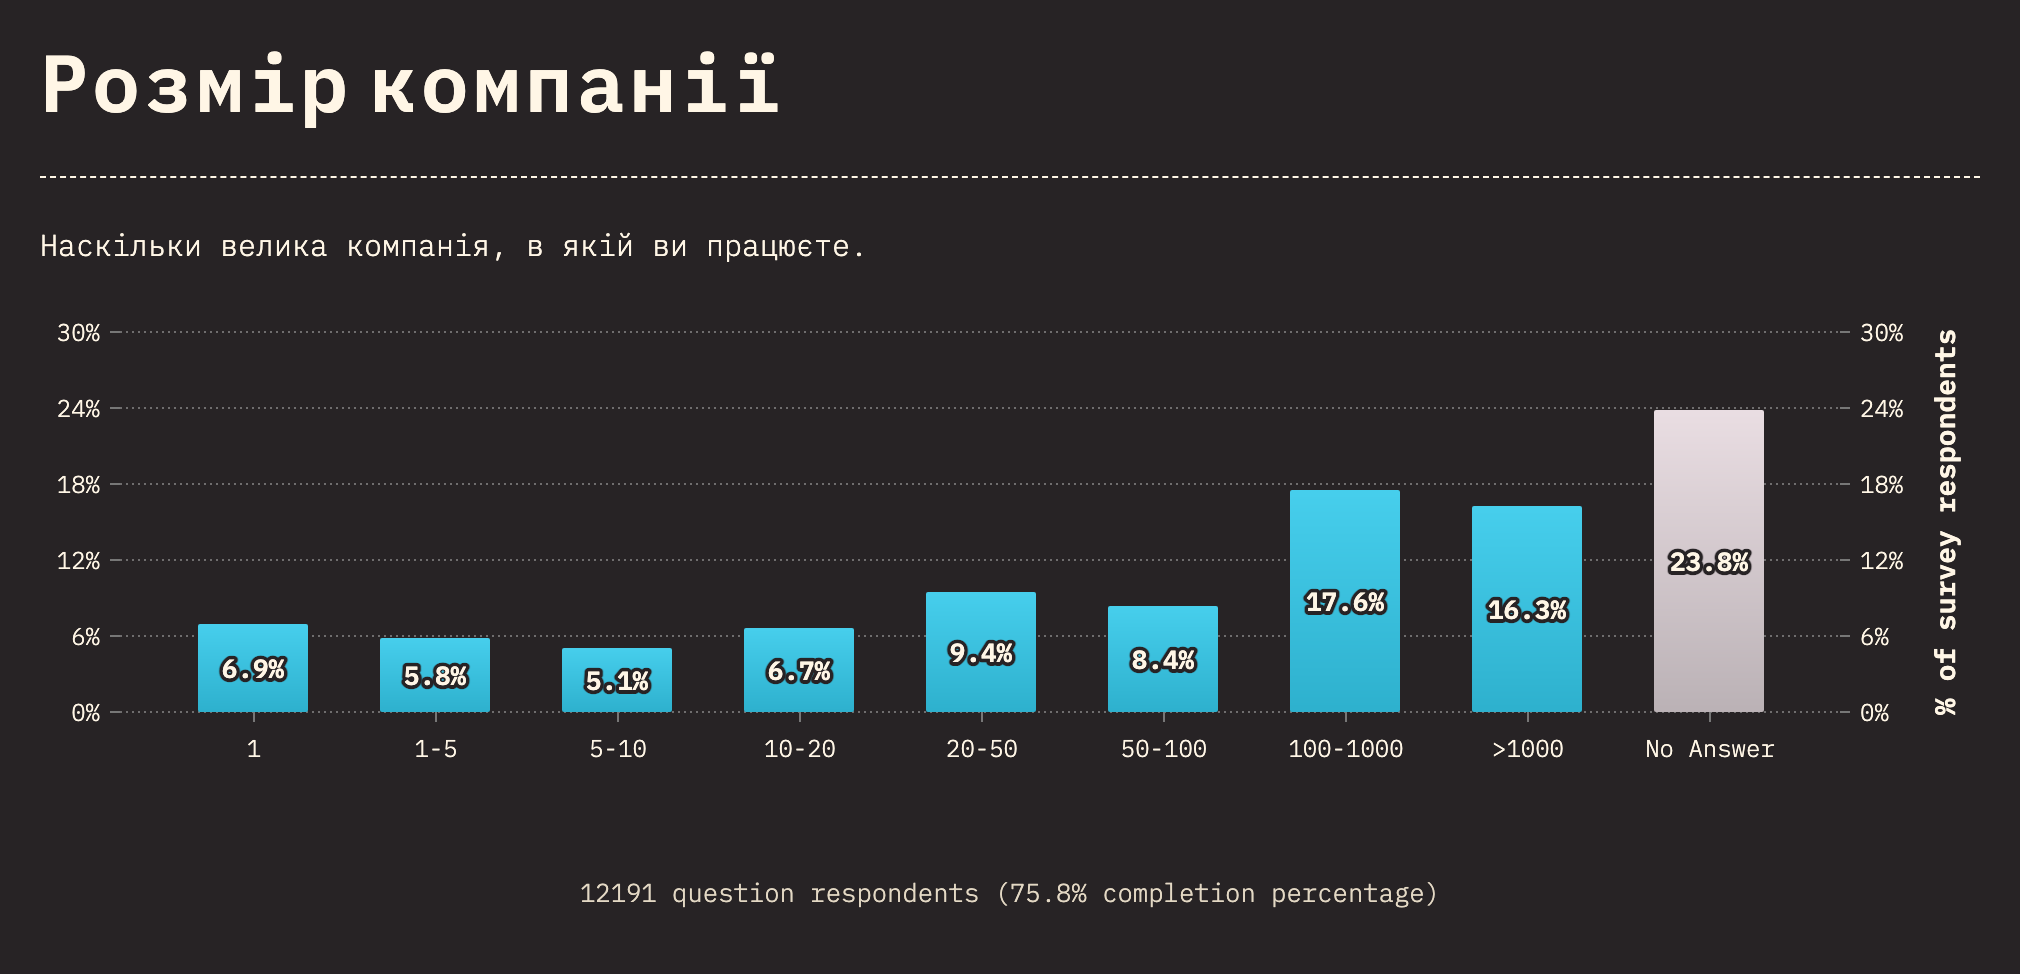 Розмір компанії
Наскільки велика компанія, в якій ви працюєте.
30% 30%
24% 24%
18% 18%
12% 12%
6% 6%
0% 0%
6.9% 5.8% 5.1% 6.7% 9.4% 8.4% 17.6% 16.3% 23.8%
1 1-5 5-10 10-20 20-50 50-100 100-1000 >1000 No Answer
% of survey respondents
12191 question respondents (75.8% completion percentage)